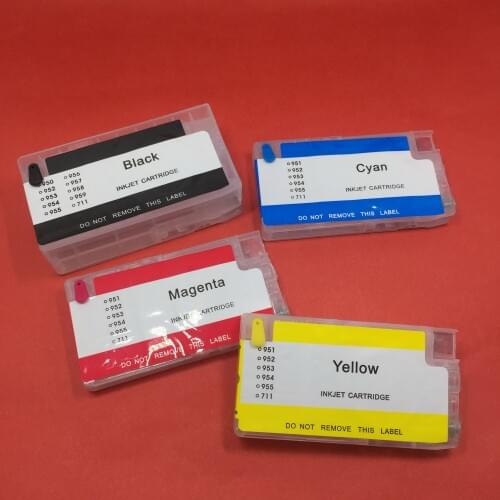 Black
INKJET CARTRIDGE
950 956
952 957
953 958
954 959
955 711
DO NOT REMOVE THIS LABEL
Cyan
INKJET CARTRIDGE
951
952
953
954
955
711
DO NOT REMOVE THIS LABEL
Magenta
INKJET CARTRIDGE
951
952
953
954
955
711
DO NOT REMOVE THIS LABEL
Yellow
INKJET CARTRIDGE
951
952
953
954
955
711
DO NOT REMOVE THIS LABEL